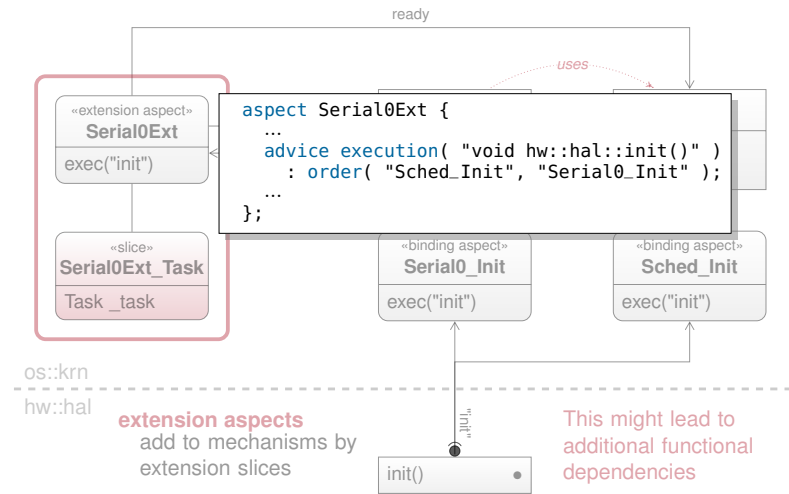 ready
uses
«extension aspect»
Serial0Ext
exec("init")
aspect Serial0Ext {
...
advice execution( "void hw::hal::init()" )
: order( "Sched_Init", "Serial0_Init" );
...
};
«slice»
Serial0Ext_Task
Task _task
«binding aspect»
Serial0_Init
exec("init")
«binding aspect»
Sched_Init
exec("init")
os::krn
hw::hal
extension aspects
add to mechanisms by
extension slices
"init"
init()
This might lead to
additional functional
dependencies